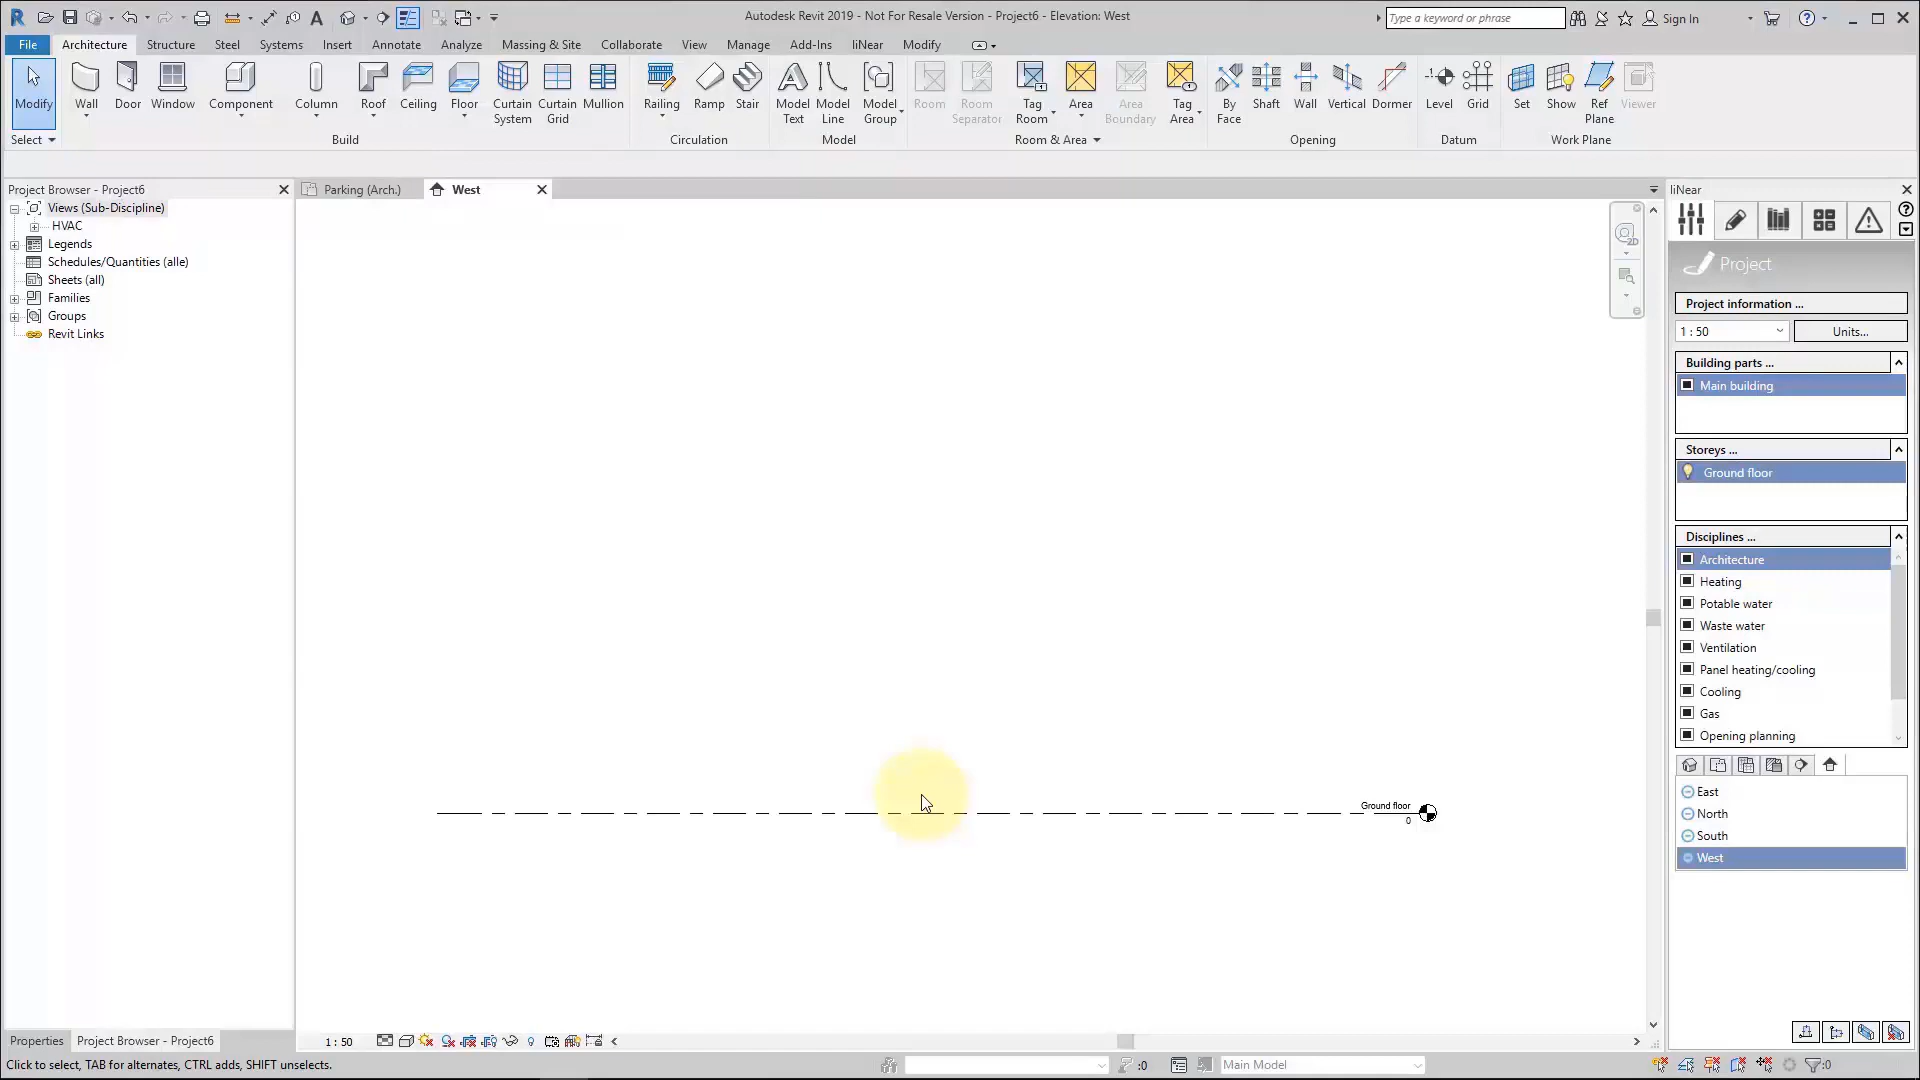 Autodesk Revit 2019 - Not For Resale Version - Project6 - Elevation: West
Type a keyword or phrase
Sign In
File
Architecture
Structure
Steel
Systems
Insert
Annotate
Analyze
Massing & Site
Collaborate
View
Manage
Add-Ins
liNear
Modify
Modify
Wall
Door
Window
Component
Column
Roof
Ceiling
Floor
Curtain System
Curtain Grid
Mullion
Railing
Ramp
Stair
Model Text
Model Line
Model Group
Room
Room Separator
Tag Room
Area
Area Boundary
Tag Area
By Face
Shaft
Wall
Vertical
Dormer
Level
Grid
Set
Show
Ref Plane
Viewer
Select
Build
Circulation
Model
Room & Area
Opening
Datum
Work Plane
Project Browser - Project6
Views (Sub-Discipline)
HVAC
Legends
Schedules/Quantities (alle)
Sheets (all)
Families
Groups
Revit Links
Parking (Arch.)
West
2D
Ground floor
0
liNear
Project
Project information ...
1 : 50
Units...
Building parts ...
Main building
Storeys ...
Ground floor
Disciplines ...
Architecture
Heating
Potable water
Waste water
Ventilation
Panel heating/cooling
Cooling
Gas
Opening planning
East
North
South
West
Properties
Project Browser - Project6
1 : 50
Click to select, TAB for alternates, CTRL adds, SHIFT unselects.
:0
Main Model
:0